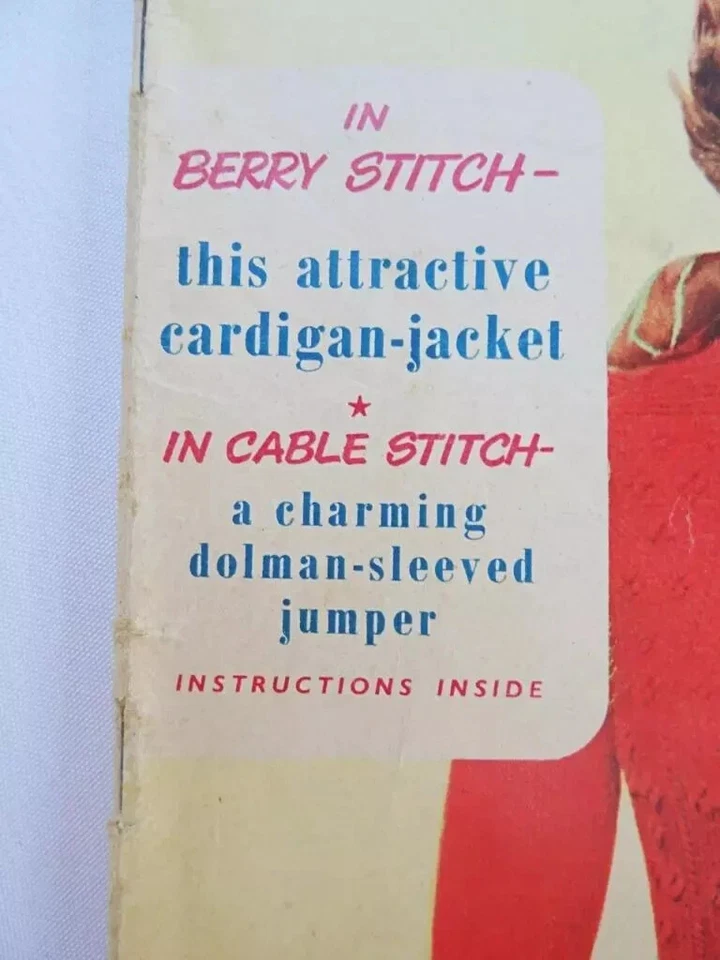 IN
BERRY STITCH-
this attractive
cardigan-jacket
★
IN CABLE STITCH-
a charming
dolman-sleeved
jumper
INSTRUCTIONS INSIDE